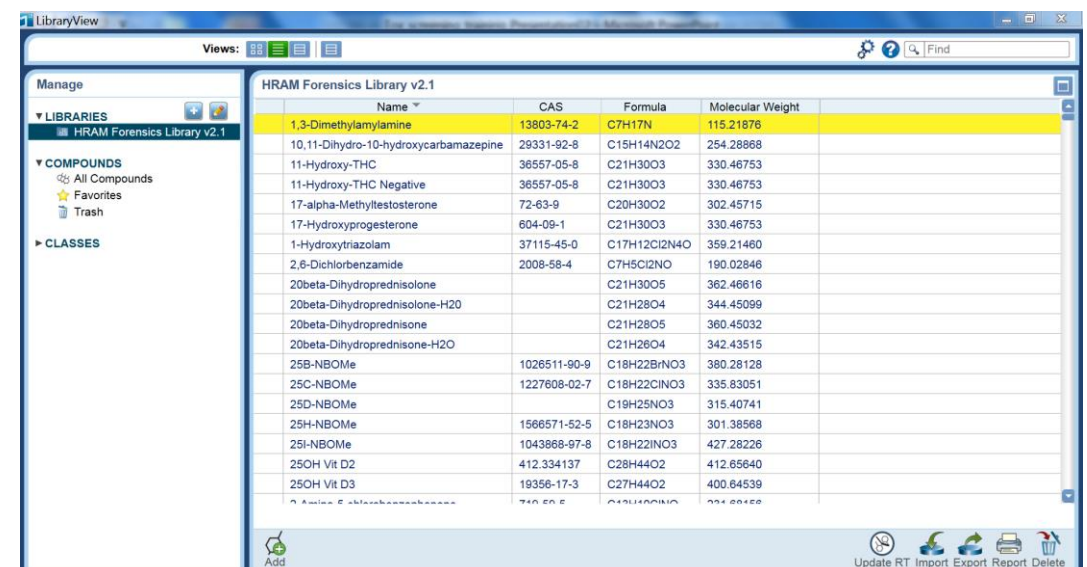 LibraryView
For screening training PresentationCZ1-Microsoft PowerPoint
Views:
Find
Manage
LIBRARIES
HRAM Forensics Library v2.1
COMPOUNDS
All Compounds
Favorites
Trash
CLASSES
HRAM Forensics Library v2.1
Name CAS Formula Molecular Weight
1,3-Dimethylamylamine 13803-74-2 C7H17N 115.21876
10,11-Dihydro-10-hydroxycarbamazepine 29331-92-8 C15H14N2O2 254.28868
11-Hydroxy-THC 36557-05-8 C21H30O3 330.46753
11-Hydroxy-THC Negative 36557-05-8 C21H30O3 330.46753
17-alpha-Methyltestosterone 72-63-9 C20H30O2 302.45715
17-Hydroxyprogesterone 604-09-1 C21H30O3 330.46753
1-Hydroxytriazolam 37115-45-0 C17H12Cl2N4O 359.21460
2,6-Dichlorbenzamide 2008-58-4 C7H5Cl2NO 190.02846
20beta-Dihydroprednisolone C21H30O5 362.46616
20beta-Dihydroprednisolone-H20 C21H28O4 344.45099
20beta-Dihydroprednisone C21H28O5 360.45032
20beta-Dihydroprednisone-H2O C21H26O4 342.43515
25B-NBOMe 1026511-90-9 C18H22BrNO3 380.28128
25C-NBOMe 1227608-02-7 C18H22ClNO3 335.83051
25D-NBOMe C19H25NO3 315.40741
25H-NBOMe 1566571-52-5 C18H23NO3 301.38568
25I-NBOMe 1043868-97-8 C18H22INO3 427.28226
25OH Vit D2 412.334137 C28H44O2 412.65640
25OH Vit D3 19356-17-3 C27H44O2 400.64539
Add
Update RT Import Export Report Delete